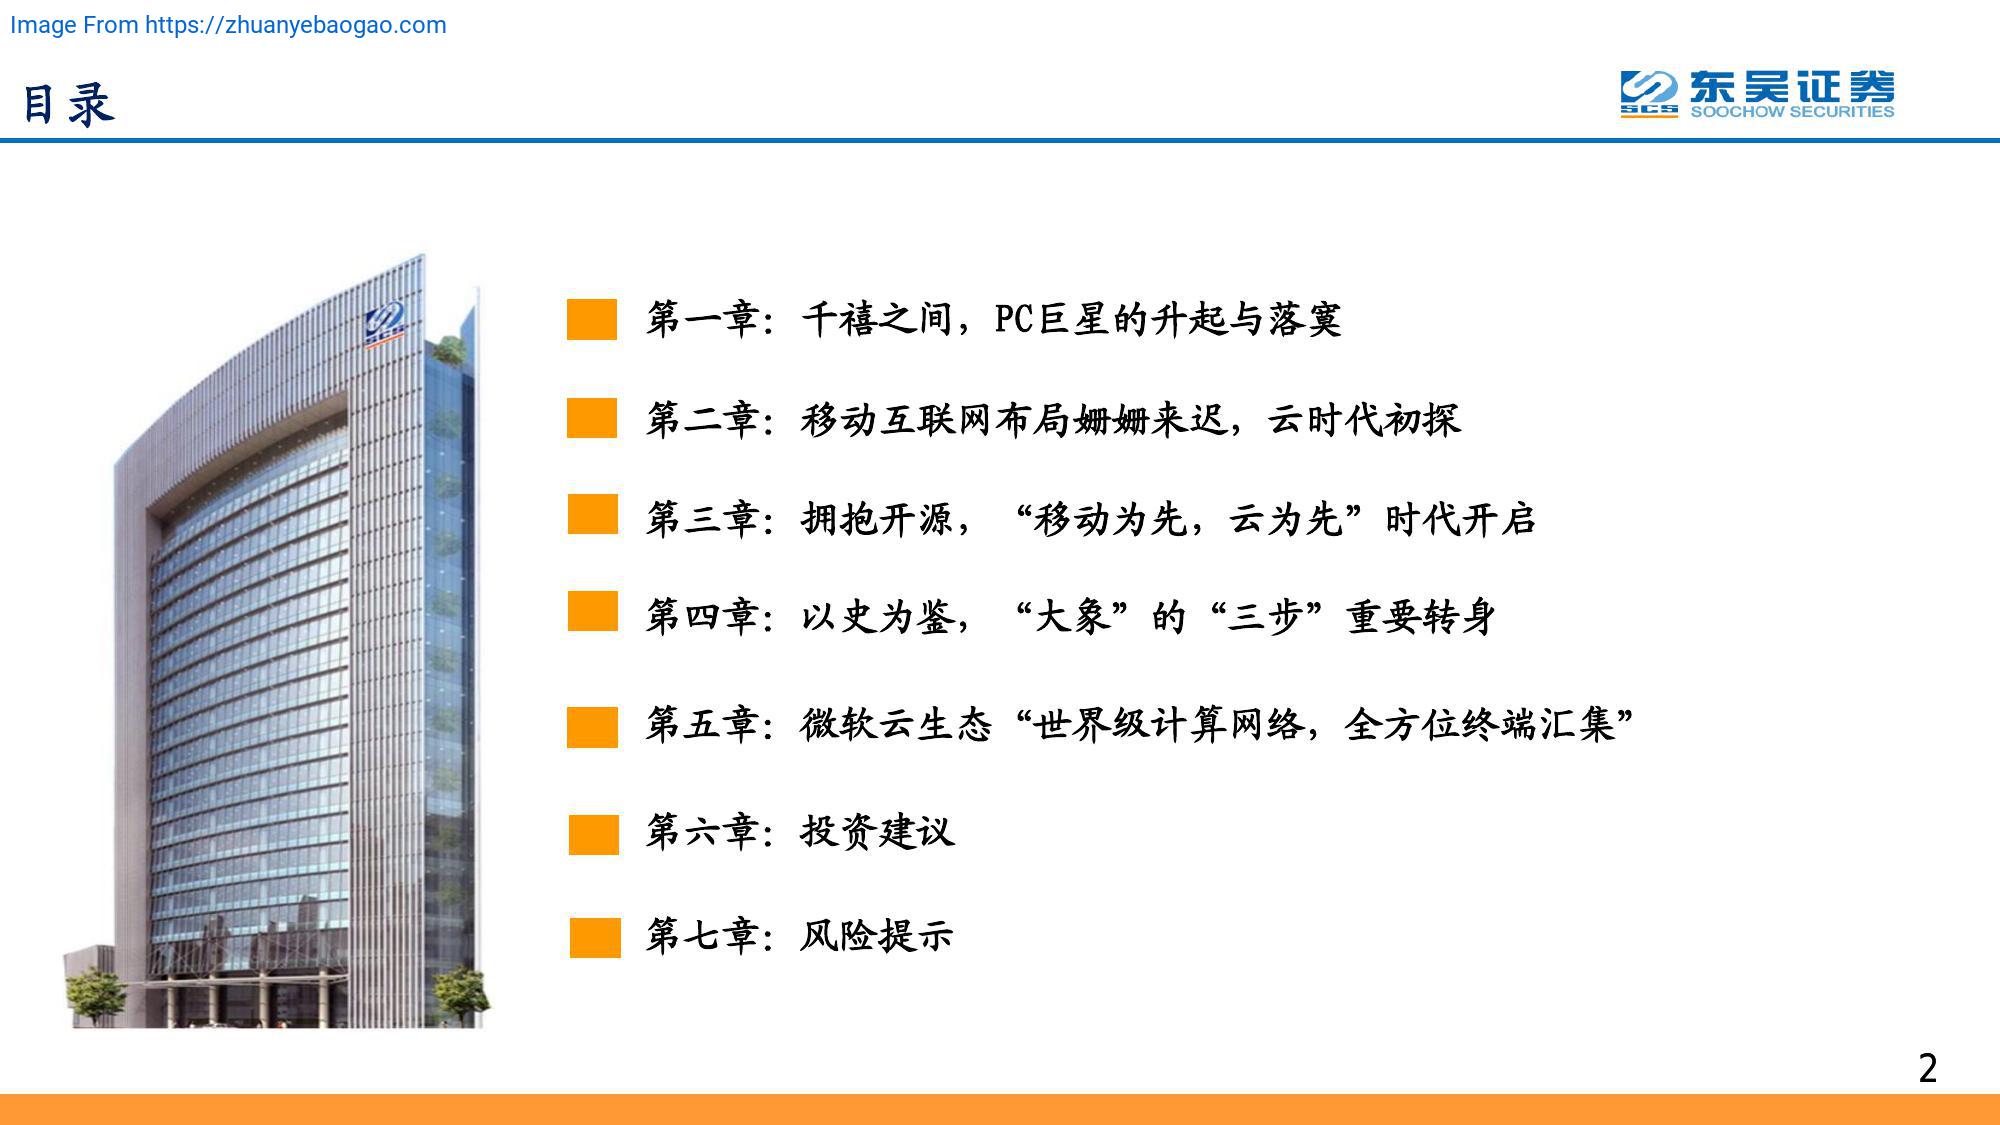 Image From https://zhuanyebaogao.com
目录
东吴证券
SCS
SOOCHOW SECURITIES
SCS
第一章：千禧之间，PC巨星的升起与落寞
第二章：移动互联网布局姗姗来迟，云时代初探
第三章：拥抱开源，“移动为先，云为先”时代开启
第四章：以史为鉴，“大象”的“三步”重要转身
第五章：微软云生态“世界级计算网络，全方位终端汇集”
第六章：投资建议
第七章：风险提示
2